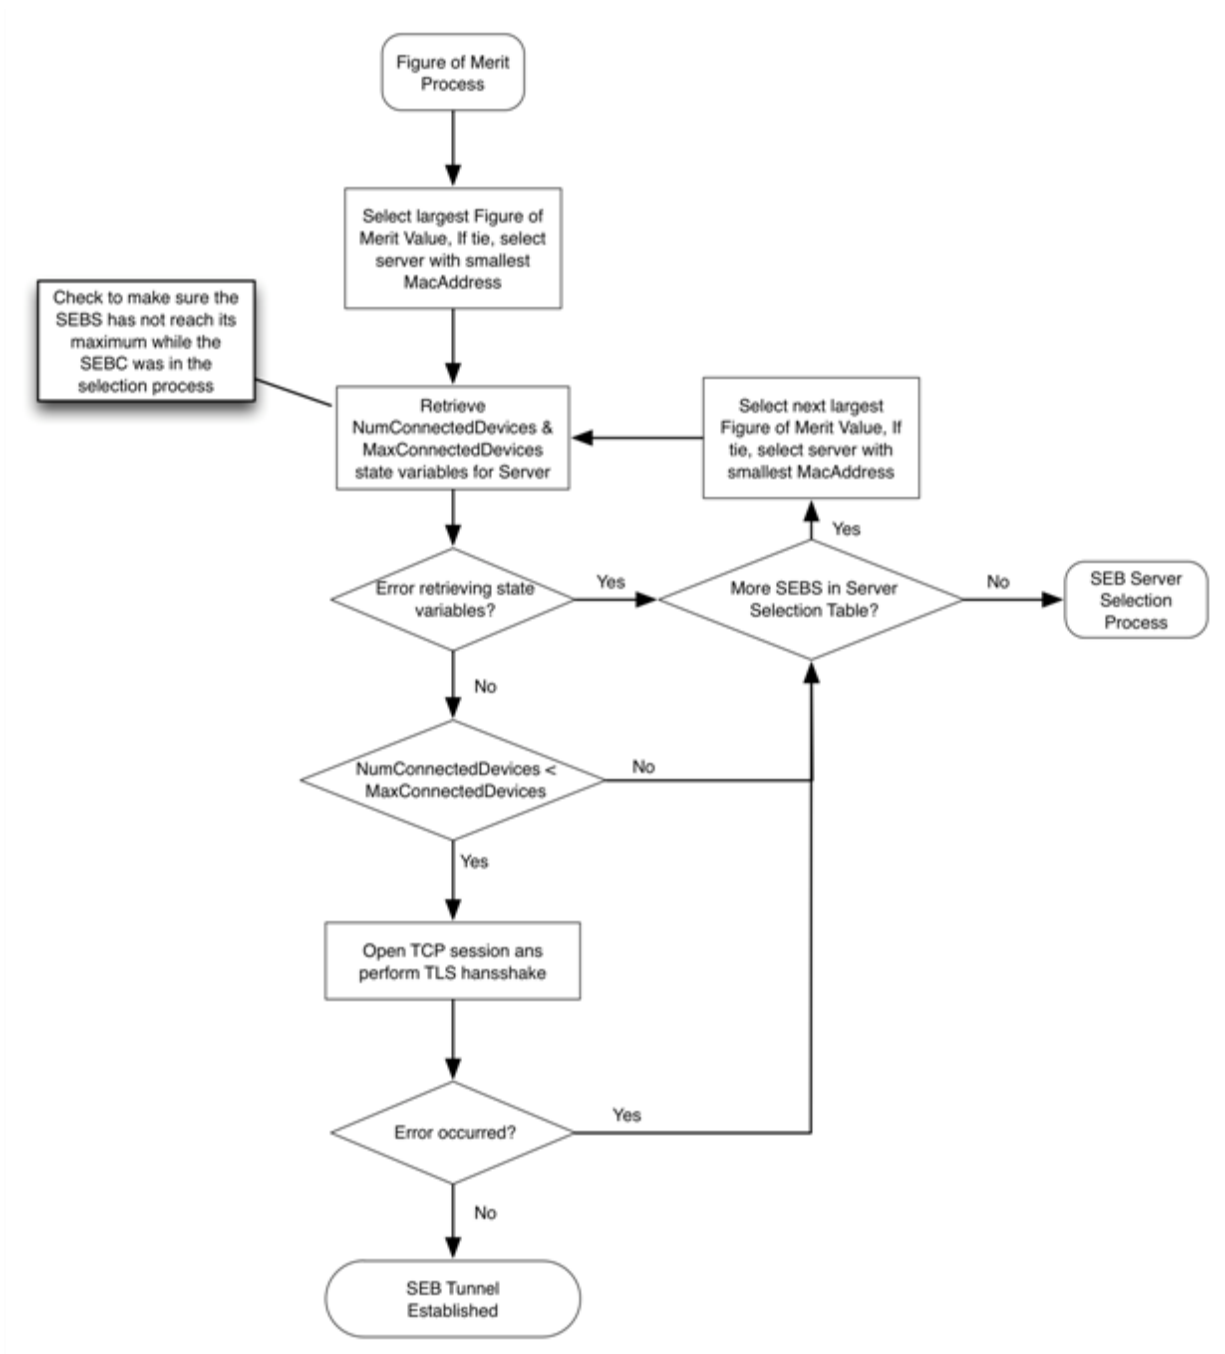 Figure of Merit
Process
Select largest Figure of
Merit Value, If tie, select
server with smallest
MacAddress
Check to make sure the
SEBS has not reach its
maximum while the
SEBC was in the
selection process
Retrieve
NumConnectedDevices &
MaxConnectedDevices
state variables for Server
Select next largest
Figure of Merit Value, If
tie, select server with
smallest MacAddress
Yes
Error retrieving state
variables?
Yes
More SEBS in Server
Selection Table?
No
SEB Server
Selection
Process
No
NumConnectedDevices <
MaxConnectedDevices
No
Yes
Open TCP session ans
perform TLS hansshake
Error occurred?
Yes
No
SEB Tunnel
Established